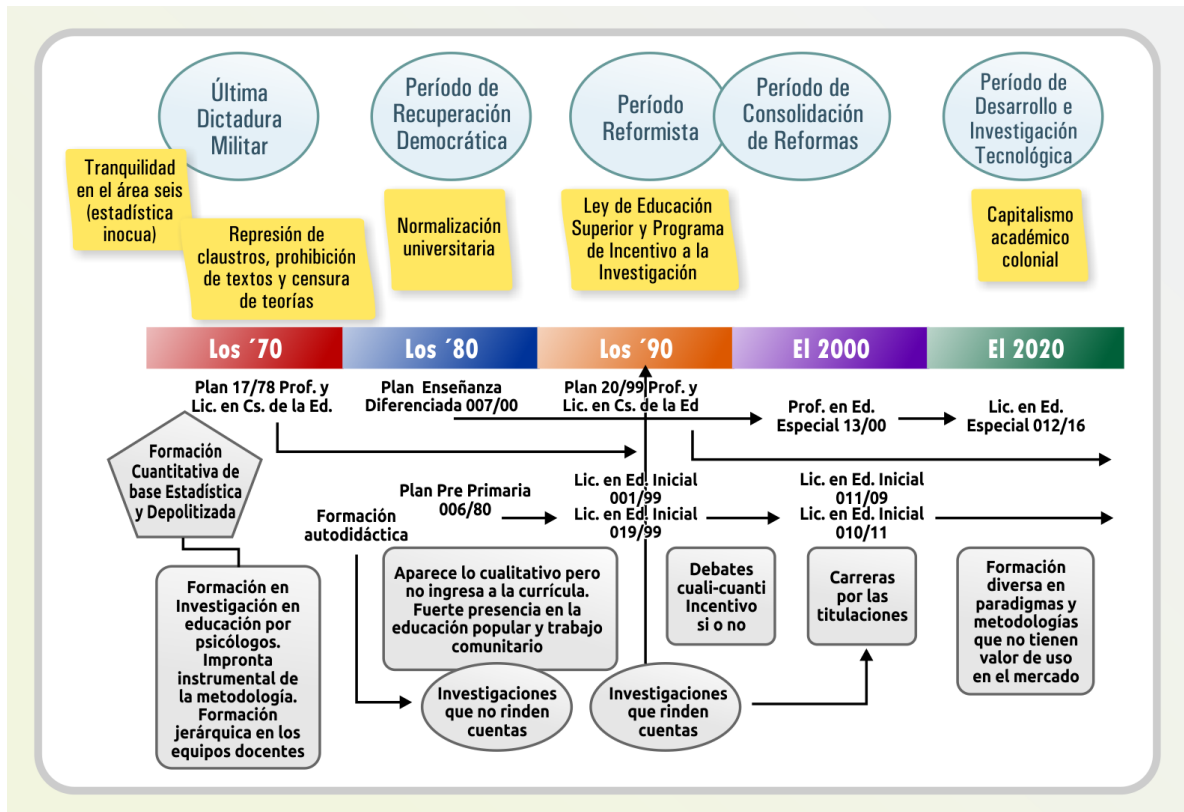 Última
Dictadura
Militar
Período de
Recuperación
Democrática
Período
Reformista
Período de
Consolidación
de Reformas
Período de
Desarrollo e
Investigación
Tecnológica
Tranquilidad
en el área seis
(estadística
inocua)
Represión de
claustros, prohibición
de textos y censura
de teorías
Normalización
universitaria
Ley de Educación
Superior y Programa
de Incentivo a la
Investigación
Capitalismo
académico
colonial
Los ´70
Los ´80
Los ´90
El 2000
El 2020
Plan 17/78 Prof. y
Lic. en Cs. de la Ed.
Plan Enseñanza
Diferenciada 007/00
Plan 20/99 Prof. y
Lic. en Cs. de la Ed
Prof. en Ed.
Especial 13/00
Lic. en Ed.
Especial 012/16
Formación
Cuantitativa de
base Estadística
y Depolitizada
Formación
autodidáctica
Plan Pre Primaria
006/80
Lic. en Ed. Inicial
001/99
Lic. en Ed. Inicial
019/99
Lic. en Ed. Inicial
011/09
Lic. en Ed. Inicial
010/11
Formación en
Investigación en
educación por
psicólogos.
Impronta
instrumental
de la metodología.
Formación
jerárquica en los
equipos docentes
Aparece lo cualitativo pero
no ingresa a la currícula.
Fuerte presencia en la
educación popular y trabajo
comunitario
Debates
cuali-cuanti
Incentivo
si o no
Carreras
por las
titulaciones
Formación
diversa en
paradigmas y
metodologías
que no tienen
valor de uso
en el mercado
Investigaciones
que no rinden
cuentas
Investigaciones
que rinden
cuentas